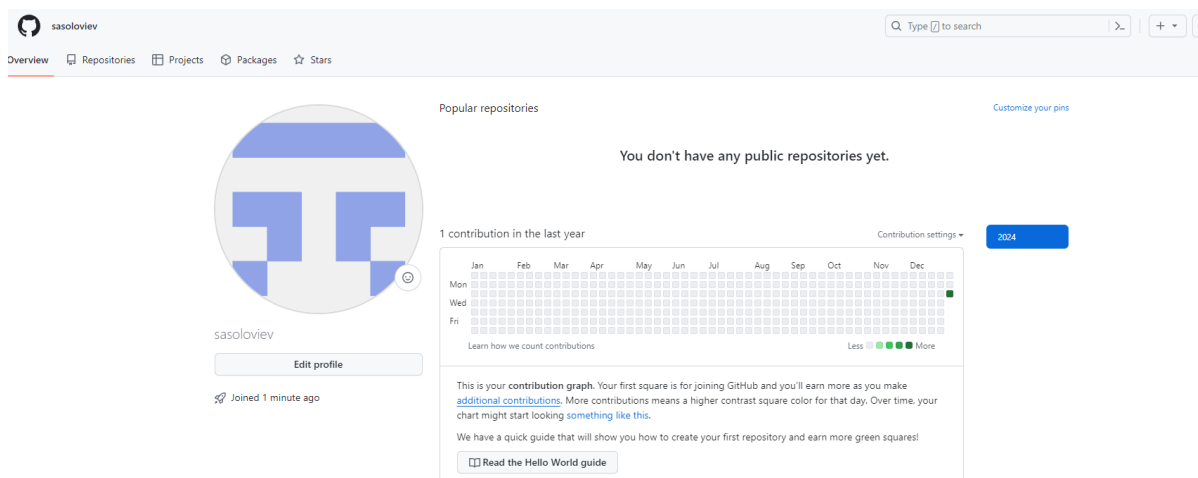 sasoloviev
Type / to search
Overview
Repositories
Projects
Packages
Stars
Popular repositories
Customize your pins
You don't have any public repositories yet.
1 contribution in the last year
Contribution settings
2024
Jan Feb Mar Apr May Jun Jul Aug Sep Oct Nov Dec
Mon
Wed
Fri
Learn how we count contributions
Less
More
sasoloviev
Edit profile
Joined 1 minute ago
This is your contribution graph. Your first square is for joining GitHub and you'll earn more as you make
additional contributions. More contributions means a higher contrast square color for that day. Over time, your
chart might start looking something like this.
We have a quick guide that will show you how to create your first repository and earn more green squares!
Read the Hello World guide